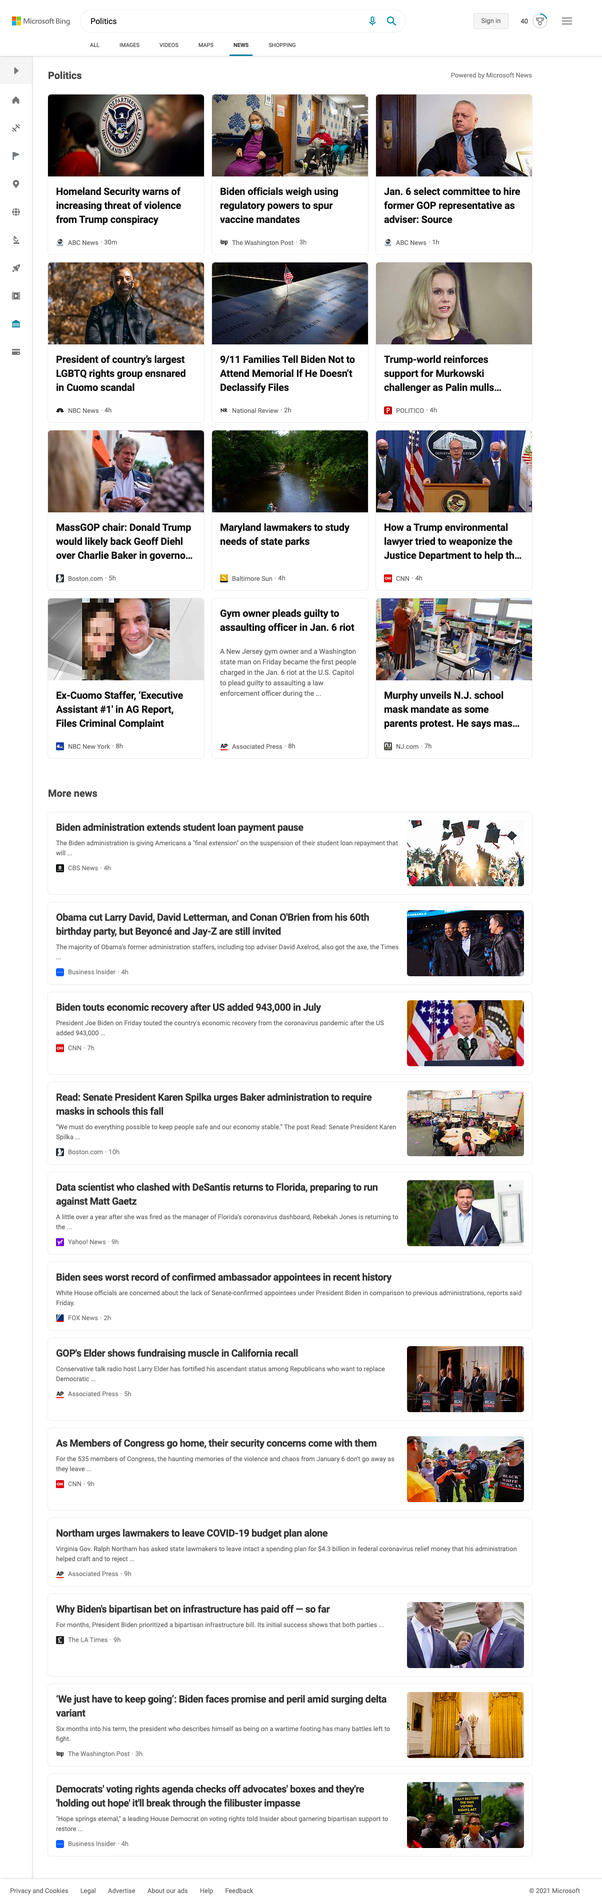 Microsoft Bing
Politics
Sign in
40
ALL
IMAGES
VIDEOS
MAPS
NEWS
SHOPPING
Politics
Powered by Microsoft News
Homeland Security warns of
increasing threat of violence
from Trump conspiracy
ABC News · 30m
Biden officials weigh using
regulatory powers to spur
vaccine mandates
The Washington Post · 3h
Jan. 6 select committee to hire
former GOP representative as
adviser: Source
ABC News · 1h
President of country's largest
LGBTQ rights group ensnared
in Cuomo scandal
NBC News · 4h
9/11 Families Tell Biden Not to
Attend Memorial If He Doesn't
Declassify Files
NR National Review · 2h
Trump-world reinforces
support for Murkowski
challenger as Palin mulls...
POLITICO · 4h
MassGOP chair: Donald Trump
would likely back Geoff Diehl
over Charlie Baker in governo...
Boston.com · 5h
Maryland lawmakers to study
needs of state parks
Baltimore Sun · 4h
How a Trump environmental
lawyer tried to weaponize the
Justice Department to help th...
CNN · 4h
Ex-Cuomo Staffer, 'Executive
Assistant #1' in AG Report,
Files Criminal Complaint
NBC New York · 8h
Gym owner pleads guilty to
assaulting officer in Jan. 6 riot
A New Jersey gym owner and a Washington
state man on Friday became the first people
charged in the Jan. 6 riot at the U.S. Capitol
to plead guilty to assaulting a law
enforcement officer during the ...
AP Associated Press · 8h
Murphy unveils N.J. school
mask mandate as some
parents protest. He says mas...
NJ.com · 7h
More news
Biden administration extends student loan payment pause
The Biden administration is giving Americans a "final extension" on the suspension of their student loan repayment that
will ...
CBS News · 4h
Obama cut Larry David, David Letterman, and Conan O'Brien from his 60th
birthday party, but Beyoncé and Jay-Z are still invited
The majority of Obama's former administration staffers, including top adviser David Axelrod, also got the axe, the Times
...
Business Insider · 4h
Biden touts economic recovery after US added 943,000 in July
President Joe Biden on Friday touted the country's economic recovery from the coronavirus pandemic after the US
added 943,000 ...
CNN · 7h
Read: Senate President Karen Spilka urges Baker administration to require
masks in schools this fall
"We must do everything possible to keep people safe and our economy stable." The post Read: Senate President Karen
Spilka ...
Boston.com · 10h
Data scientist who clashed with DeSantis returns to Florida, preparing to run
against Matt Gaetz
A little over a year after she was fired as the manager of Florida's coronavirus dashboard, Rebekah Jones is returning to
the ...
Yahoo! News · 9h
Biden sees worst record of confirmed ambassador appointees in recent history
White House officials are concerned about the lack of Senate-confirmed appointees under President Biden in comparison to previous administrations, reports said
Friday.
FOX News · 2h
GOP's Elder shows fundraising muscle in California recall
Conservative talk radio host Larry Elder has fortified his ascendant status among Republicans who want to replace
Democratic ...
AP Associated Press · 5h
As Members of Congress go home, their security concerns come with them
For the 535 members of Congress, the haunting memories of the violence and chaos from January 6 don't go away as
they leave ...
CNN · 9h
Northam urges lawmakers to leave COVID-19 budget plan alone
Virginia Gov. Ralph Northam has asked state lawmakers to leave intact a spending plan for $4.3 billion in federal coronavirus relief money that his administration
helped craft and to reject ...
AP Associated Press · 9h
Why Biden's bipartisan bet on infrastructure has paid off — so far
For months, President Biden prioritized a bipartisan infrastructure bill. Its initial success shows that both parties ...
The LA Times · 9h
'We just have to keep going': Biden faces promise and peril amid surging delta
variant
Six months into his term, the president who describes himself as being on a wartime footing has many battles left to
fight.
The Washington Post · 3h
Democrats' voting rights agenda checks off advocates' boxes and they're
'holding out hope' it'll break through the filibuster impasse
"Hope springs eternal," a leading House Democrat on voting rights told Insider about garnering bipartisan support to
restore ...
Business Insider · 4h
Privacy and Cookies
Legal
Advertise
About our ads
Help
Feedback
© 2021 Microsoft